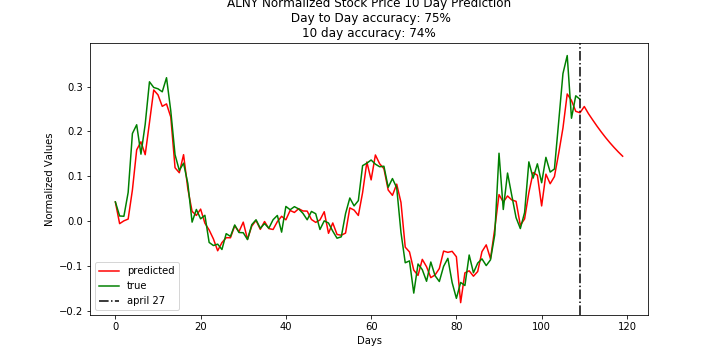 ALNY Normalized Stock Price 10 Day Prediction
Day to Day accuracy: 75%
10 day accuracy: 74%
Normalized Values
0.3
0.2
0.1
0.0
−0.1
−0.2
predicted
true
april 27
0 20 40 60 80 100 120
Days